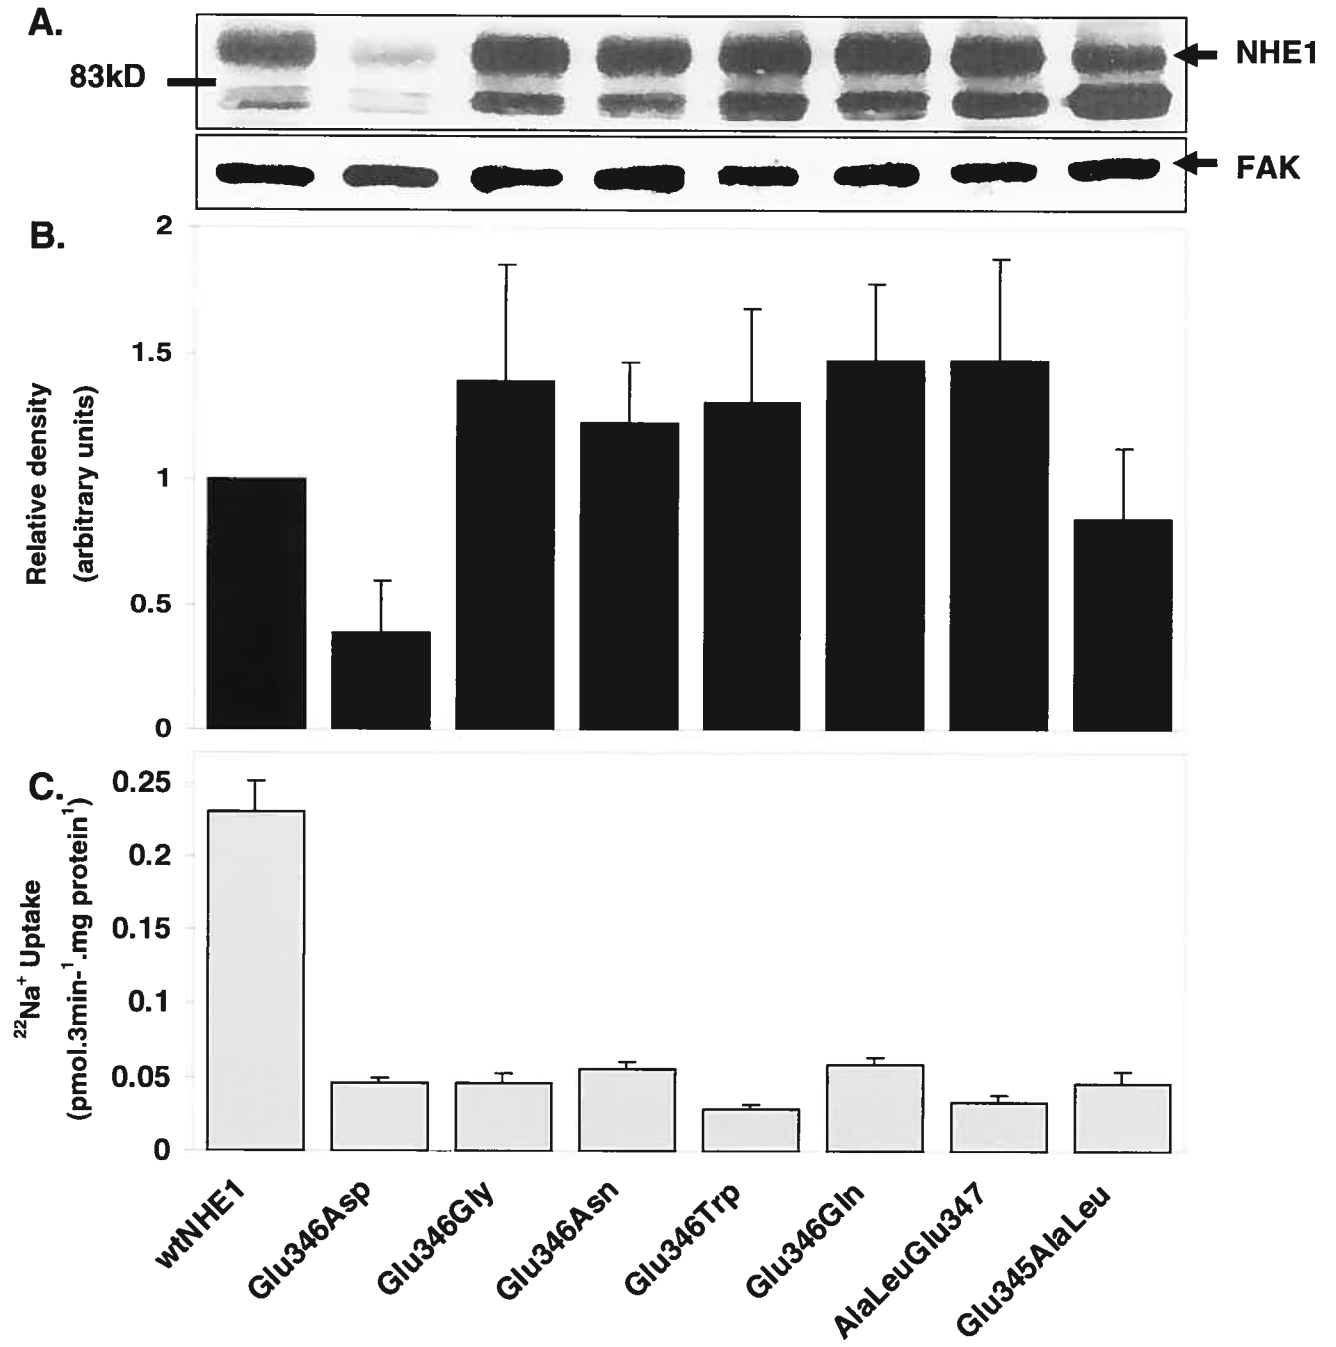 A.
NHE1
83kD
FAK
B.
2
1.5
1
0.5
0
Relative density
(arbitrary units)
C.
0.25
0.2
0.15
0.1
0.05
0
²²Na⁺ Uptake
(pmol.3min-¹.mg protein¹)
wtNHE1
Glu346Asp
Glu346Gly
Glu346Asn
Glu346Trp
Glu346Gln
AlaLeuGlu347
Glu345AlaLeu